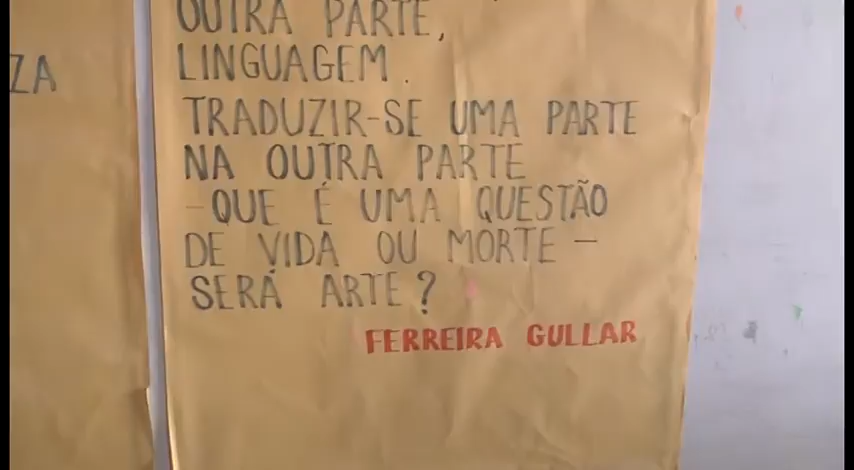 ZA
OUTRA PARTE,
LINGUAGEM.
TRADUZIR-SE UMA PARTE
NA OUTRA PARTE
-QUE É UMA QUESTÃO
DE VIDA OU MORTE -
SERÁ ARTE?
FERREIRA GULLAR